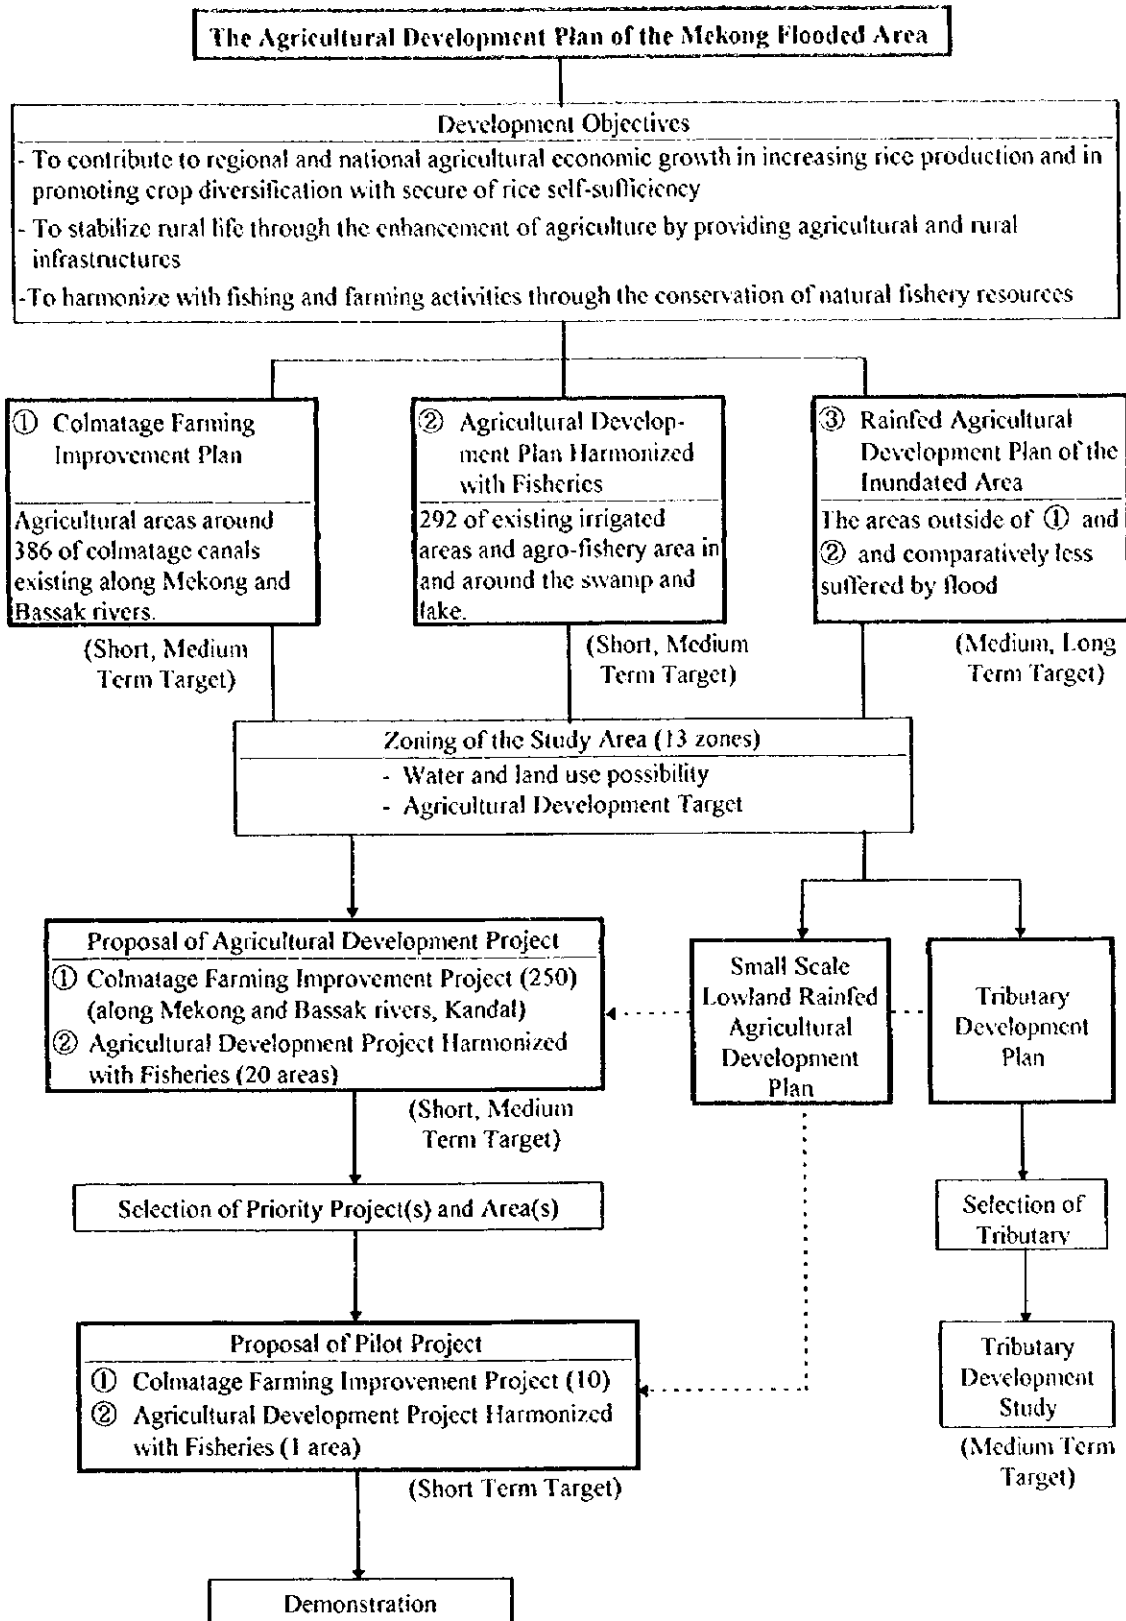 The Agricultural Development Plan of the Mekong Flooded Area
Development Objectives
- To contribute to regional and national agricultural economic growth in increasing rice production and in
promoting crop diversification with secure of rice self-sufficiency
- To stabilize rural life through the enhancement of agriculture by providing agricultural and rural
infrastructures
-To harmonize with fishing and farming activities through the conservation of natural fishery resources
① Colmatage Farming
Improvement Plan
Agricultural areas around
386 of colmatage canals
existing along Mekong and
Bassak rivers.
(Short, Medium
Term Target)
② Agricultural Develop-
ment Plan Harmonized
with Fisheries
292 of existing irrigated
areas and agro-fishery area in
and around the swamp and
lake.
(Short, Medium
Term Target)
③ Rainfed Agricultural
Development Plan of the
Inundated Area
The areas outside of ① and
② and comparatively less
suffered by flood
(Medium, Long
Term Target)
Zoning of the Study Area (13 zones)
- Water and land use possibility
- Agricultural Development Target
Proposal of Agricultural Development Project
① Colmatage Farming Improvement Project (250)
(along Mekong and Bassak rivers, Kandal)
② Agricultural Development Project Harmonized
with Fisheries (20 areas)
(Short, Medium
Term Target)
Small Scale
Lowland Rainfed
Agricultural
Development
Plan
Tributary
Development
Plan
Selection of Priority Project(s) and Area(s)
Selection of
Tributary
Proposal of Pilot Project
① Colmatage Farming Improvement Project (10)
② Agricultural Development Project Harmonized
with Fisheries (1 area)
(Short Term Target)
Tributary
Development
Study
(Medium Term
Target)
Demonstration